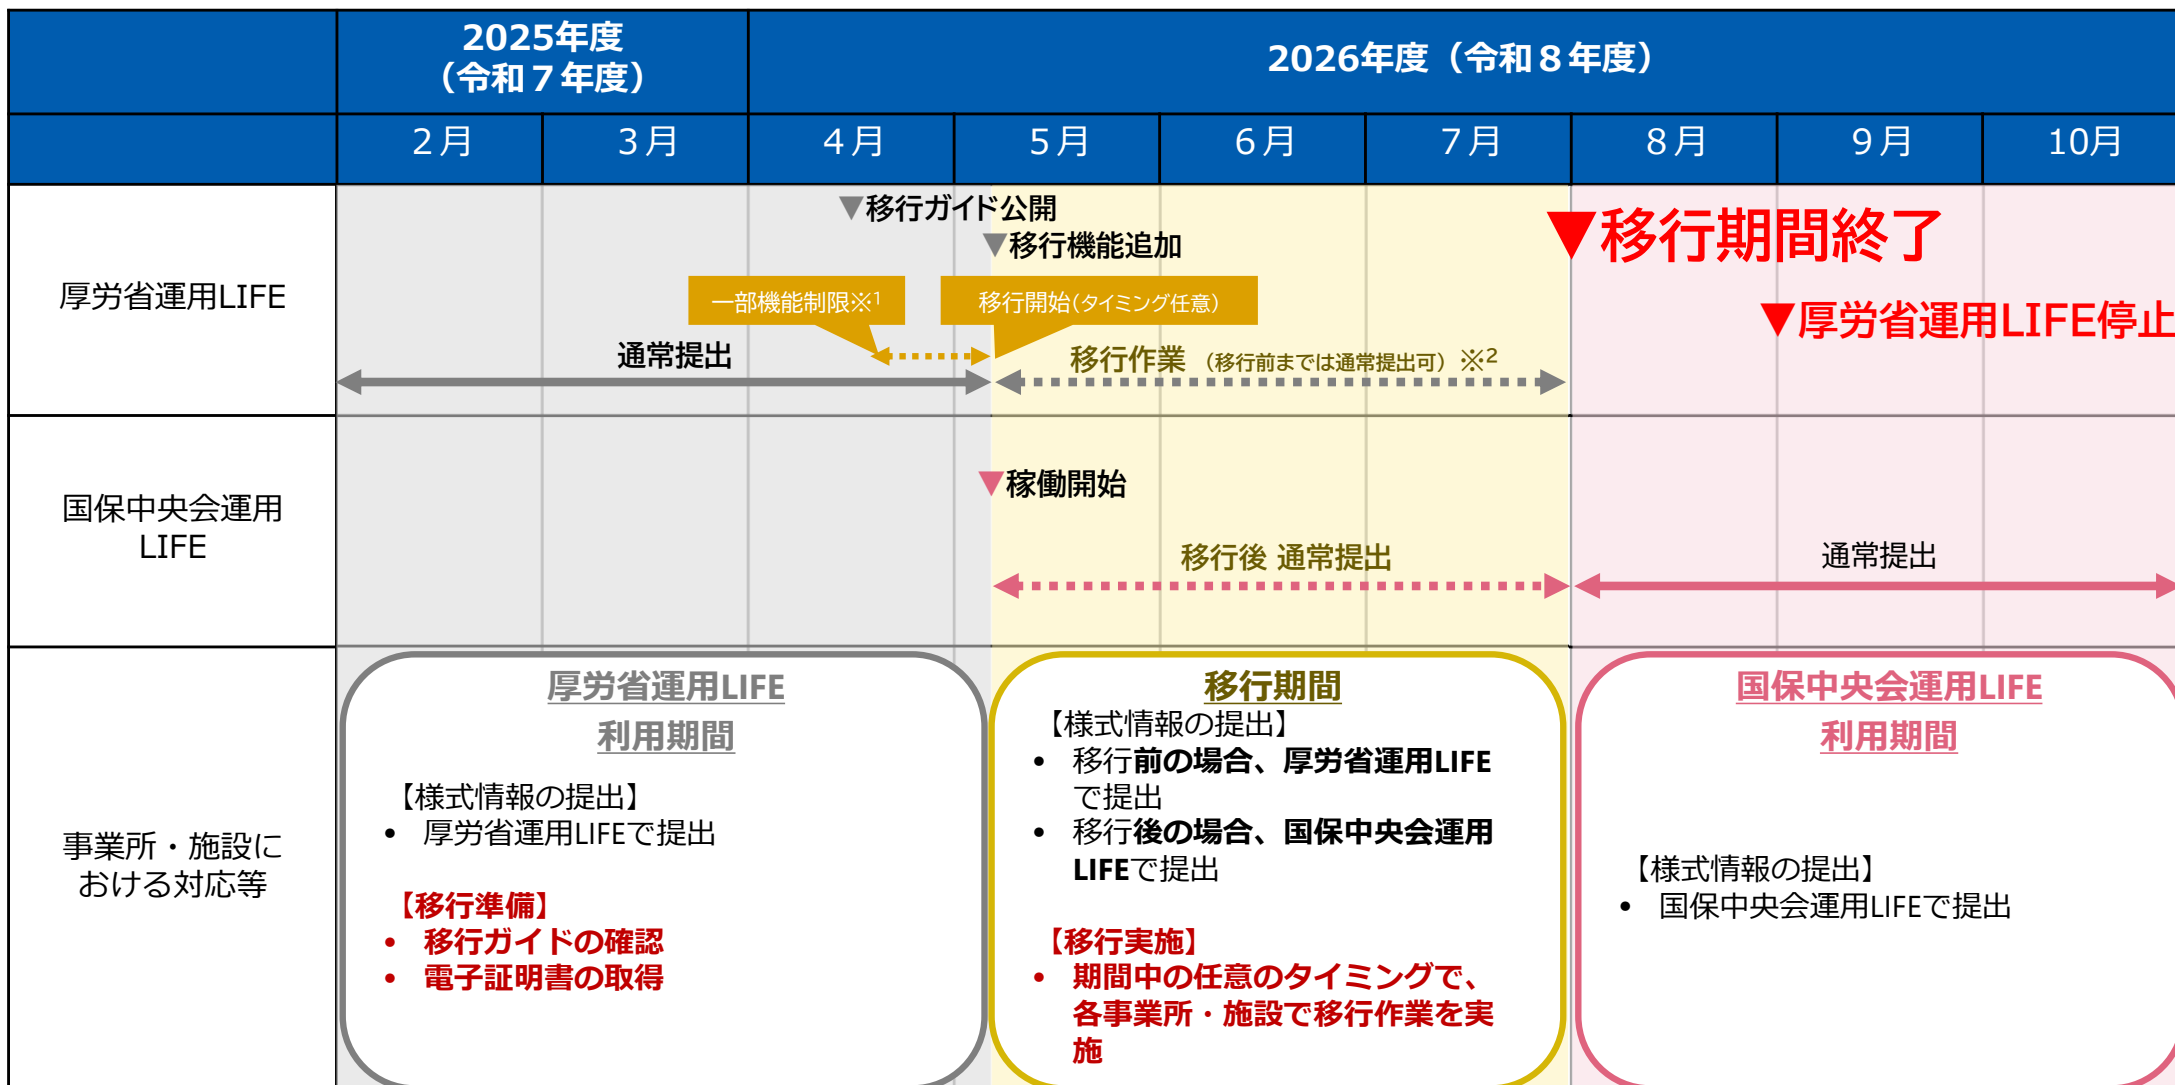 2025年度
（令和７年度）
2026年度（令和８年度）
２月
３月
４月
５月
６月
７月
８月
９月
10月
厚労省運用LIFE
▼移行ガイド公開
▼移行機能追加
一部機能制限※1
移行開始(タイミング任意)
通常提出
移行作業 （移行前までは通常提出可）※2
▼移行期間終了
▼厚労省運用LIFE停止
国保中央会運用
LIFE
▼稼働開始
移行後 通常提出
通常提出
事業所・施設に
おける対応等
厚労省運用LIFE
利用期間
【様式情報の提出】
• 厚労省運用LIFEで提出
【移行準備】
• 移行ガイドの確認
• 電子証明書の取得
移行期間
【様式情報の提出】
• 移行前の場合、厚労省運用LIFE
で提出
• 移行後の場合、国保中央会運用
LIFEで提出
【移行実施】
• 期間中の任意のタイミングで、
各事業所・施設で移行作業を実
施
国保中央会運用LIFE
利用期間
【様式情報の提出】
• 国保中央会運用LIFEで提出